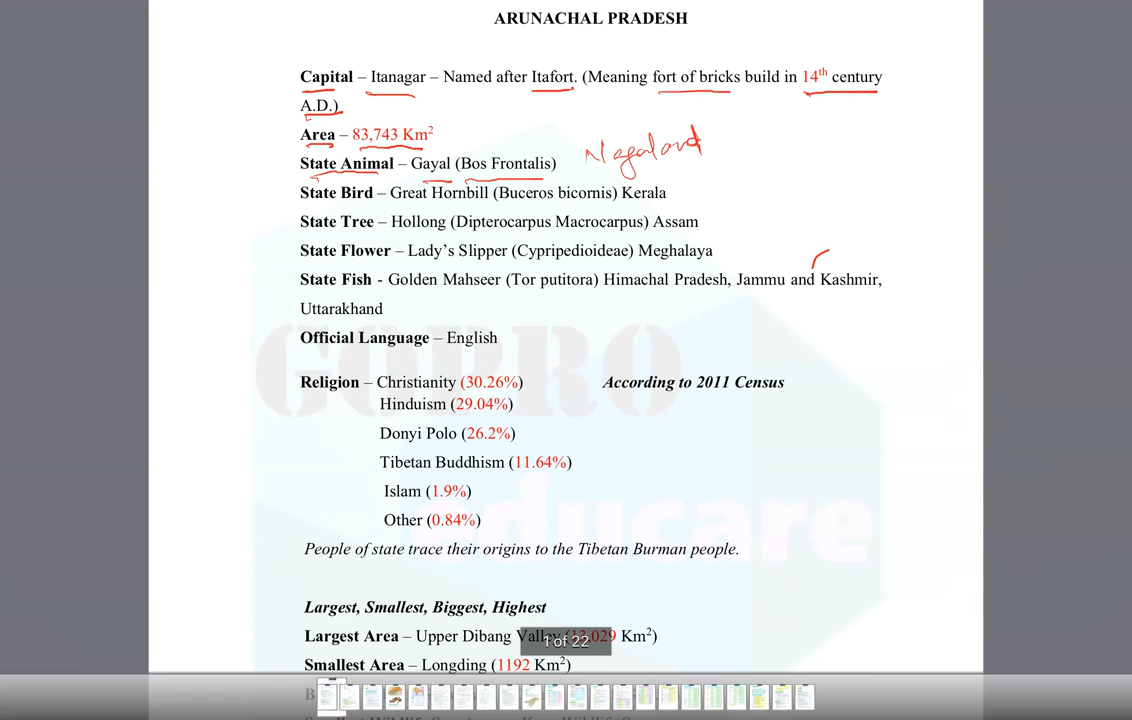 ARUNACHAL PRADESH
Capital – Itanagar – Named after Itafort. (Meaning fort of bricks build in 14th century
A.D.)
Area – 83,743 Km2
State Animal – Gayal (Bos Frontalis) Nagaland
State Bird – Great Hornbill (Buceros bicornis) Kerala
State Tree – Hollong (Dipterocarpus Macrocarpus) Assam
State Flower – Lady’s Slipper (Cypripedioideae) Meghalaya
State Fish - Golden Mahseer (Tor putitora) Himachal Pradesh, Jammu and Kashmir,
Uttarakhand
Official Language – English
GOPRO
Religion – Christianity (30.26%) According to 2011 Census
Hinduism (29.04%)
Donyi Polo (26.2%)
Tibetan Buddhism (11.64%)
Islam (1.9%)
Other (0.84%)
educare
People of state trace their origins to the Tibetan Burman people.
Largest, Smallest, Biggest, Highest
Largest Area – Upper Dibang Km2)
1 of 22
Smallest Area – Longding (1192 Km2)